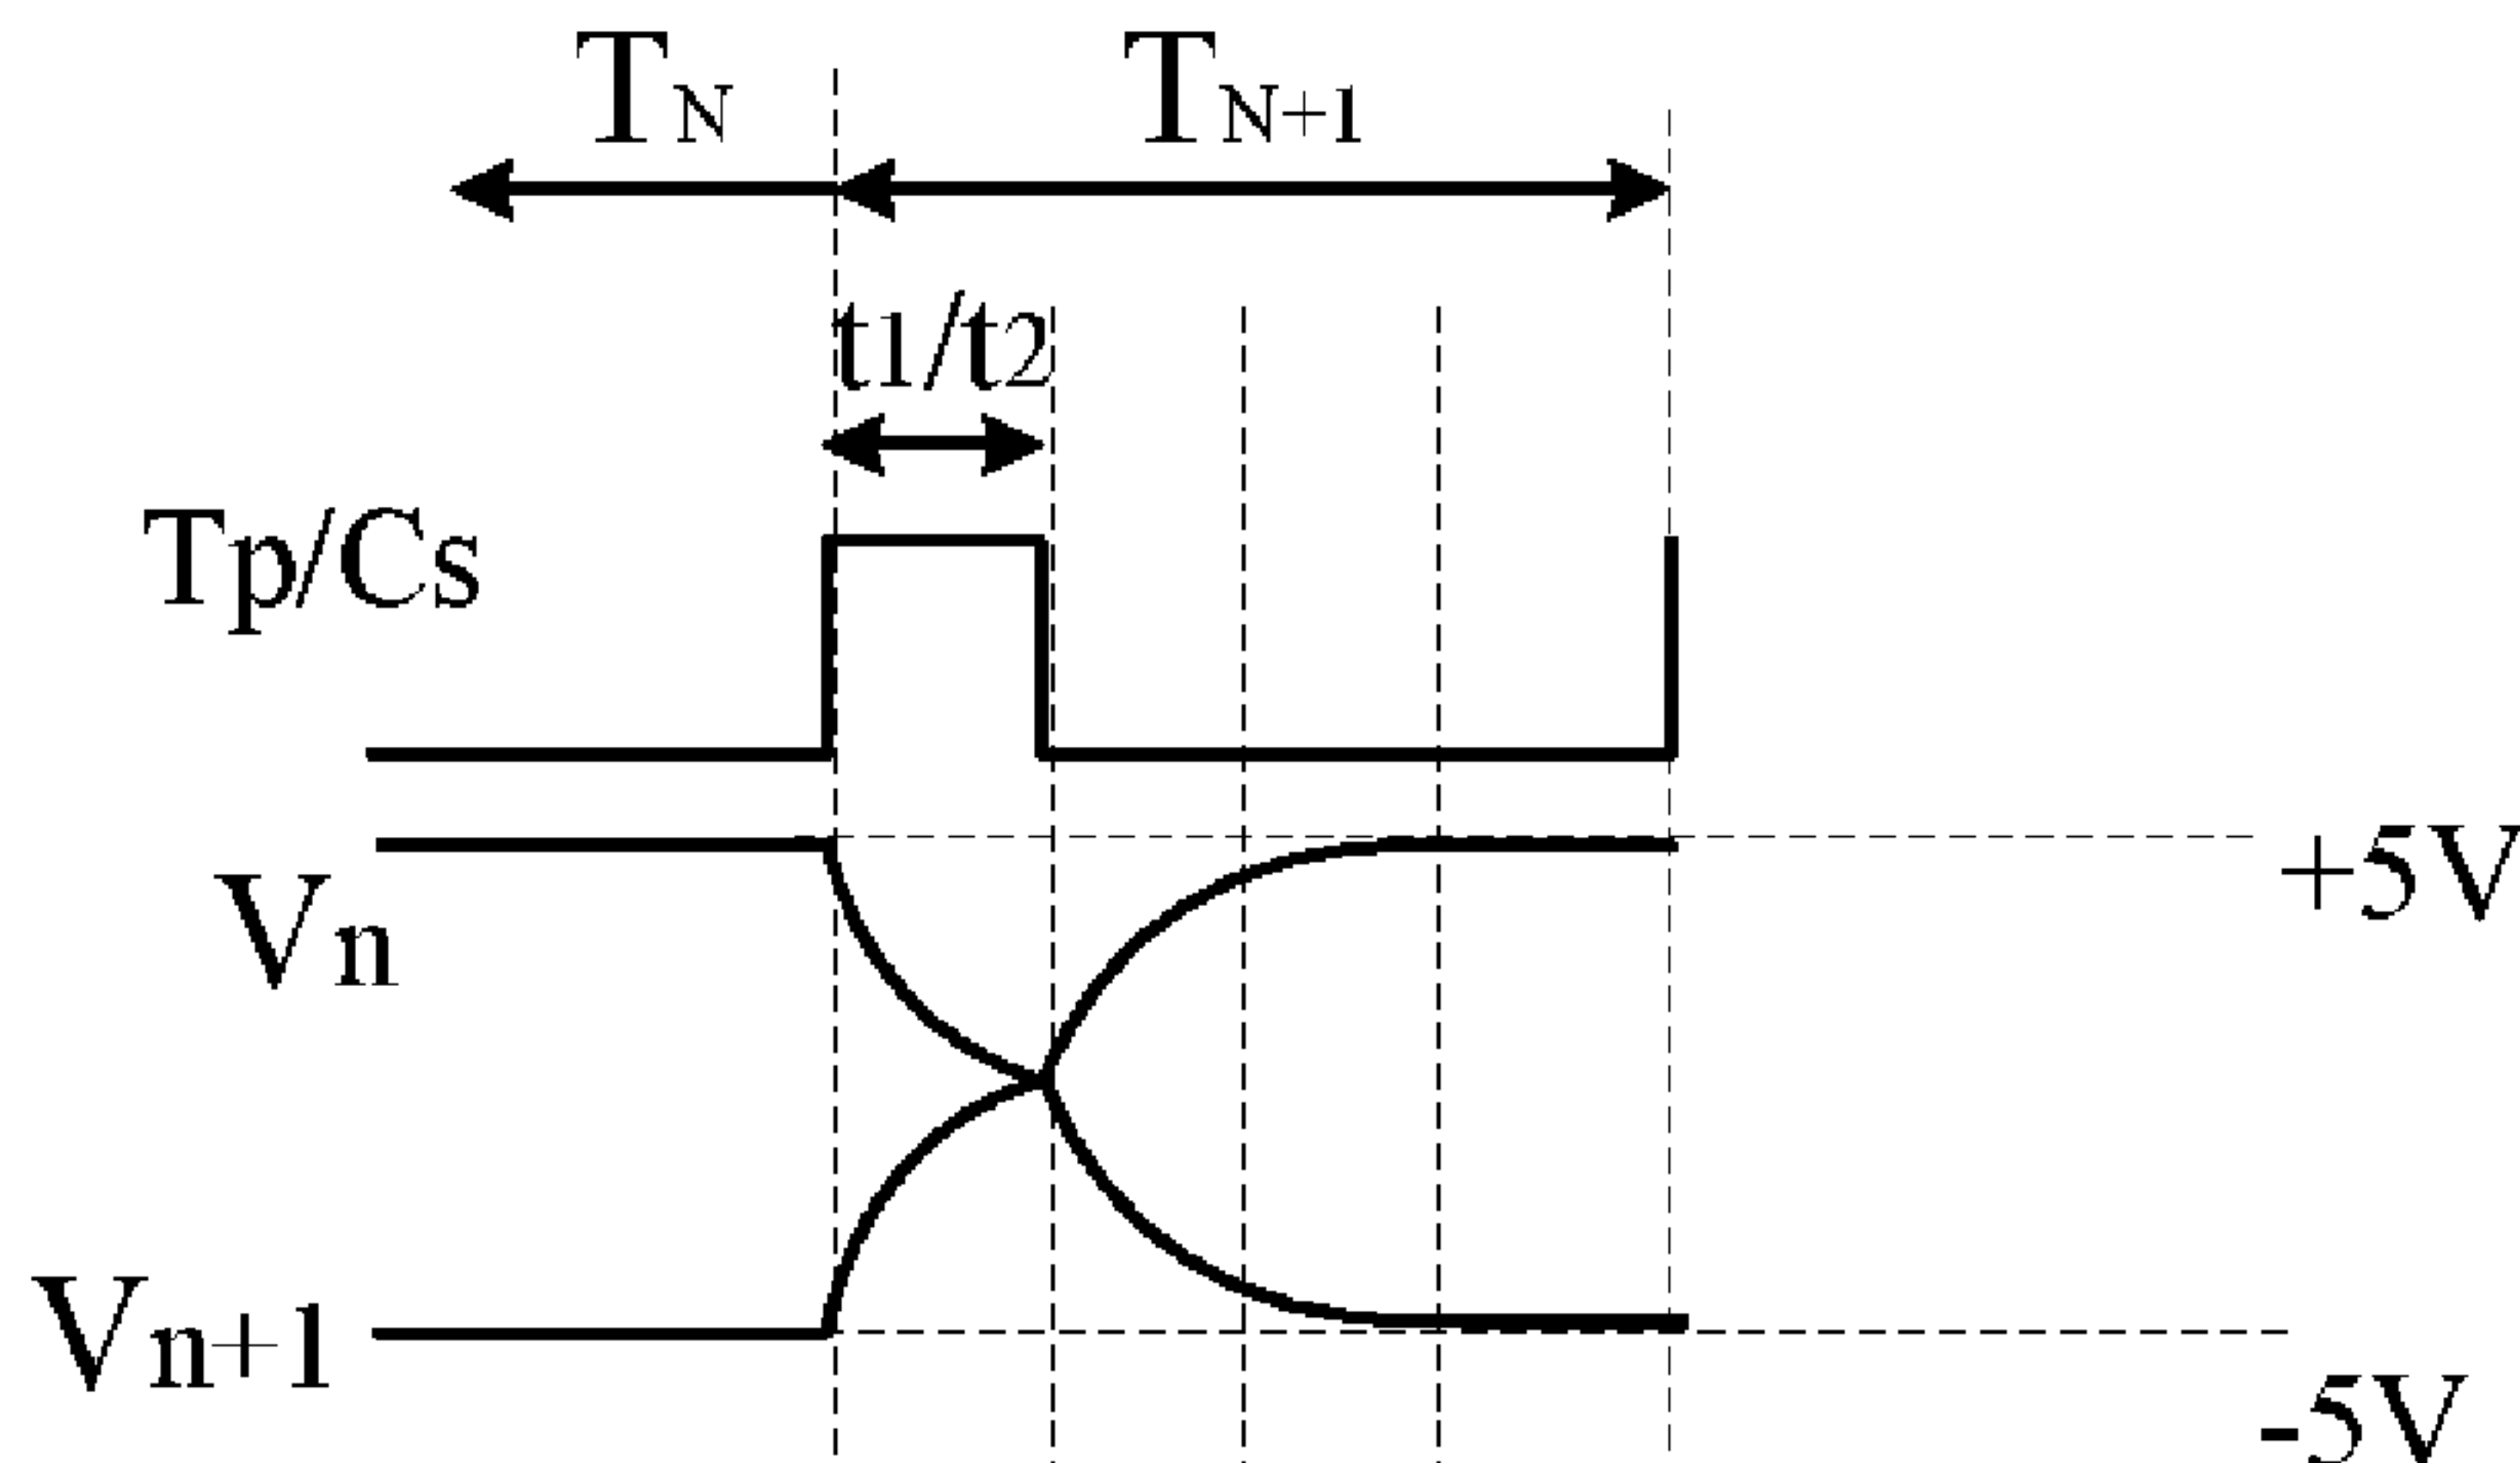 TN
TN+1
t1/t2
Tp/Cs
Vn
+5V
Vn+1
-5V